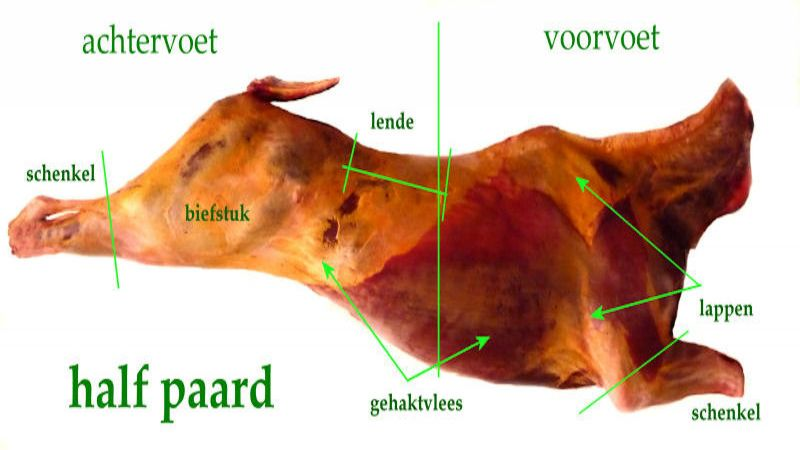 achtervoet
voorvoet
lende
schenkel
biefstuk
lappen
half paard
gehaktvlees
schenkel